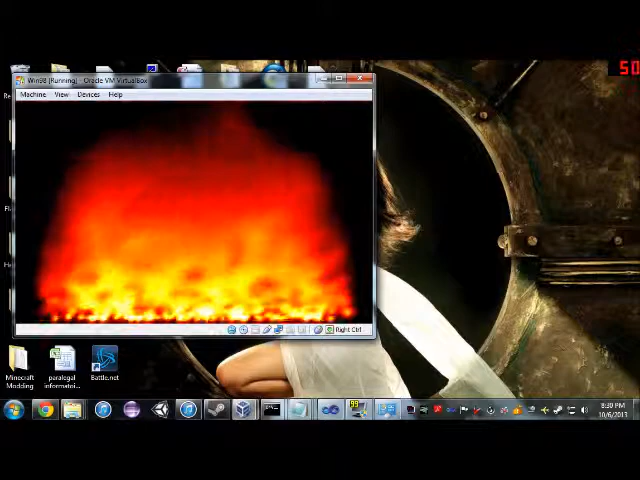 Win98 [Running] - Oracle VM VirtualBox
50
Machine View Devices Help
Right Ctrl
Minecraft
Modding
paralegal
informatoi...
Battle.net
8:39 PM
10/6/2013